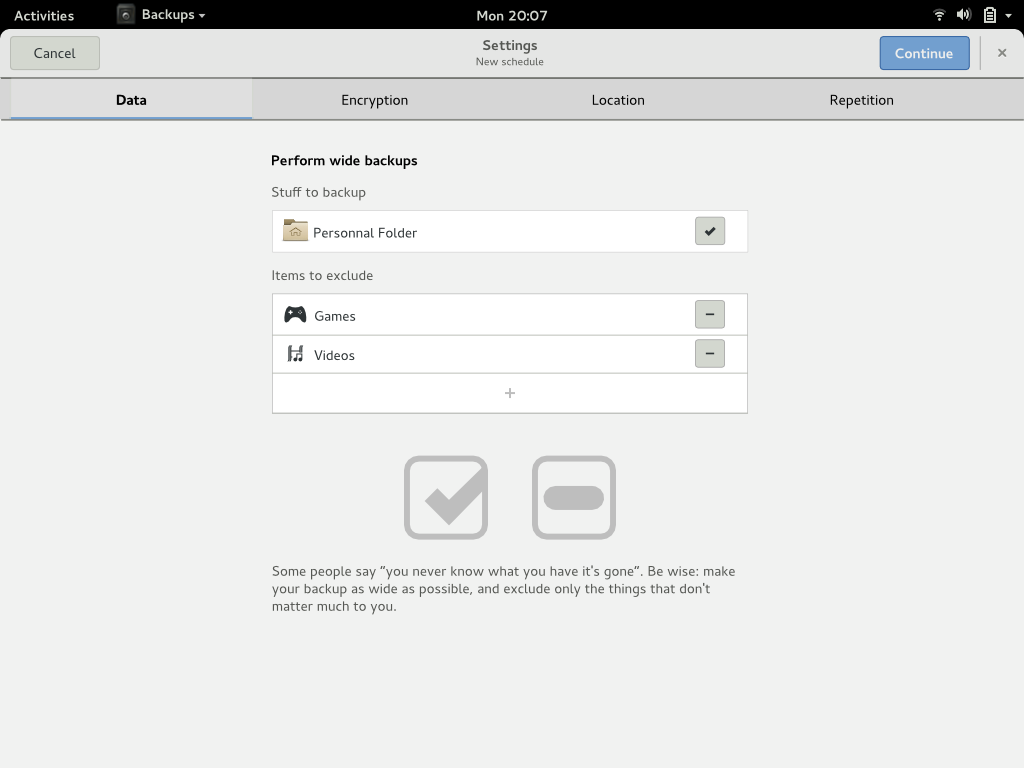 Activities Backups Mon 20:07
Cancel Settings Continue
New schedule
Data Encryption Location Repetition
Perform wide backups
Stuff to backup
Personnal Folder
Items to exclude
Games
Videos
Some people say “you never know what you have it's gone”. Be wise: make
your backup as wide as possible, and exclude only the things that don't
matter much to you.